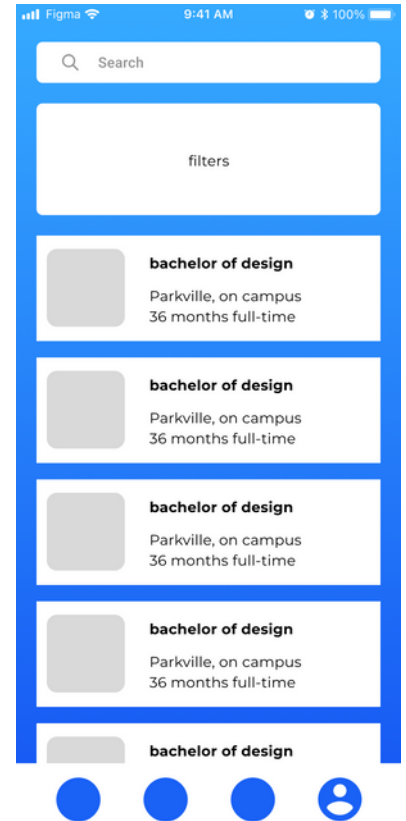 Figma 9:41 AM 100%
Search
filters
bachelor of design
Parkville, on campus
36 months full-time
bachelor of design
Parkville, on campus
36 months full-time
bachelor of design
Parkville, on campus
36 months full-time
bachelor of design
Parkville, on campus
36 months full-time
bachelor of design